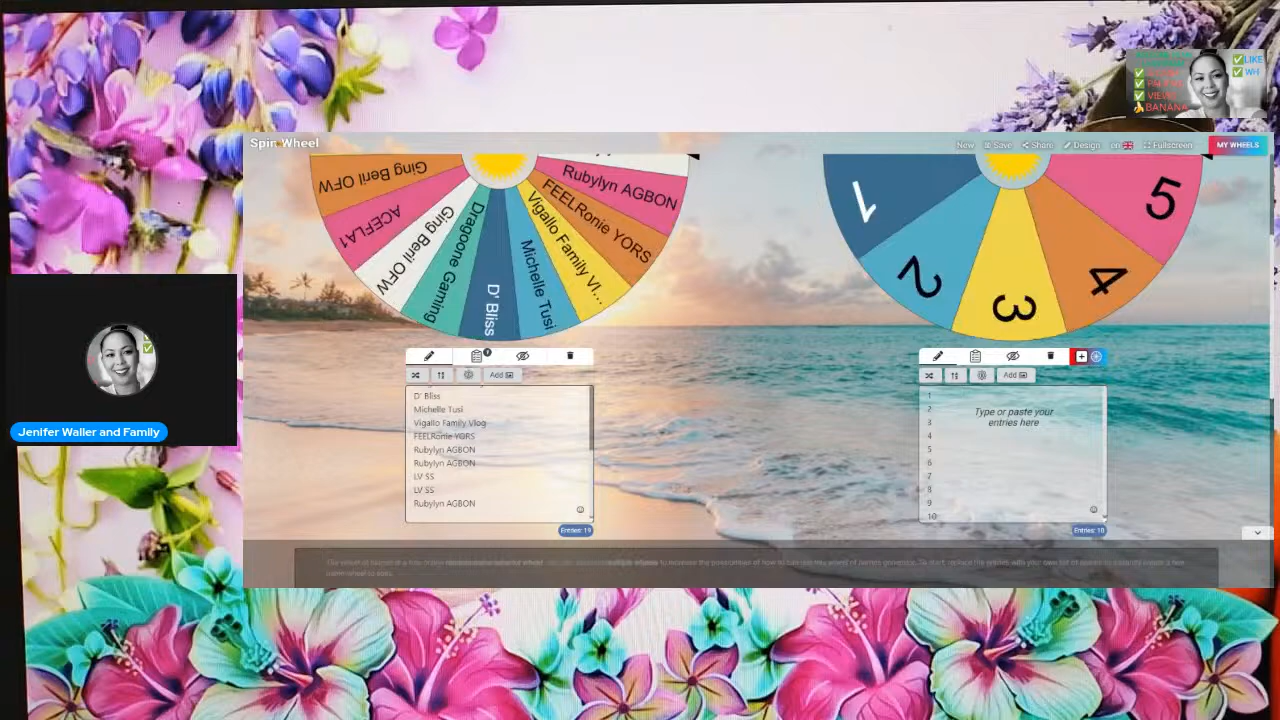 LIKE
WH
VIEWS
BANANA
Spin Wheel
New
Save
Share
Design
on
Fullscreen
MY WHEELS
Ging Beril OFW
ACEFLA1
Ging Beril OFW
Dragoone Gaming
D' Bliss
Michelle Tusi
Vigallo Family Vl...
FEELRonie YORS
Rubylyn AGBON
1
2
3
4
5
Add
D' Bliss
Michelle Tusi
Vigallo Family Vlog
FEELRonie YORS
Rubylyn AGBON
Rubylyn AGBON
LV SS
LV SS
Rubylyn AGBON
Entries: 19
Add
1
2
3
4
5
6
7
8
9
10
Type or paste your
entries here
Entries: 10
Jenifer Waller and Family